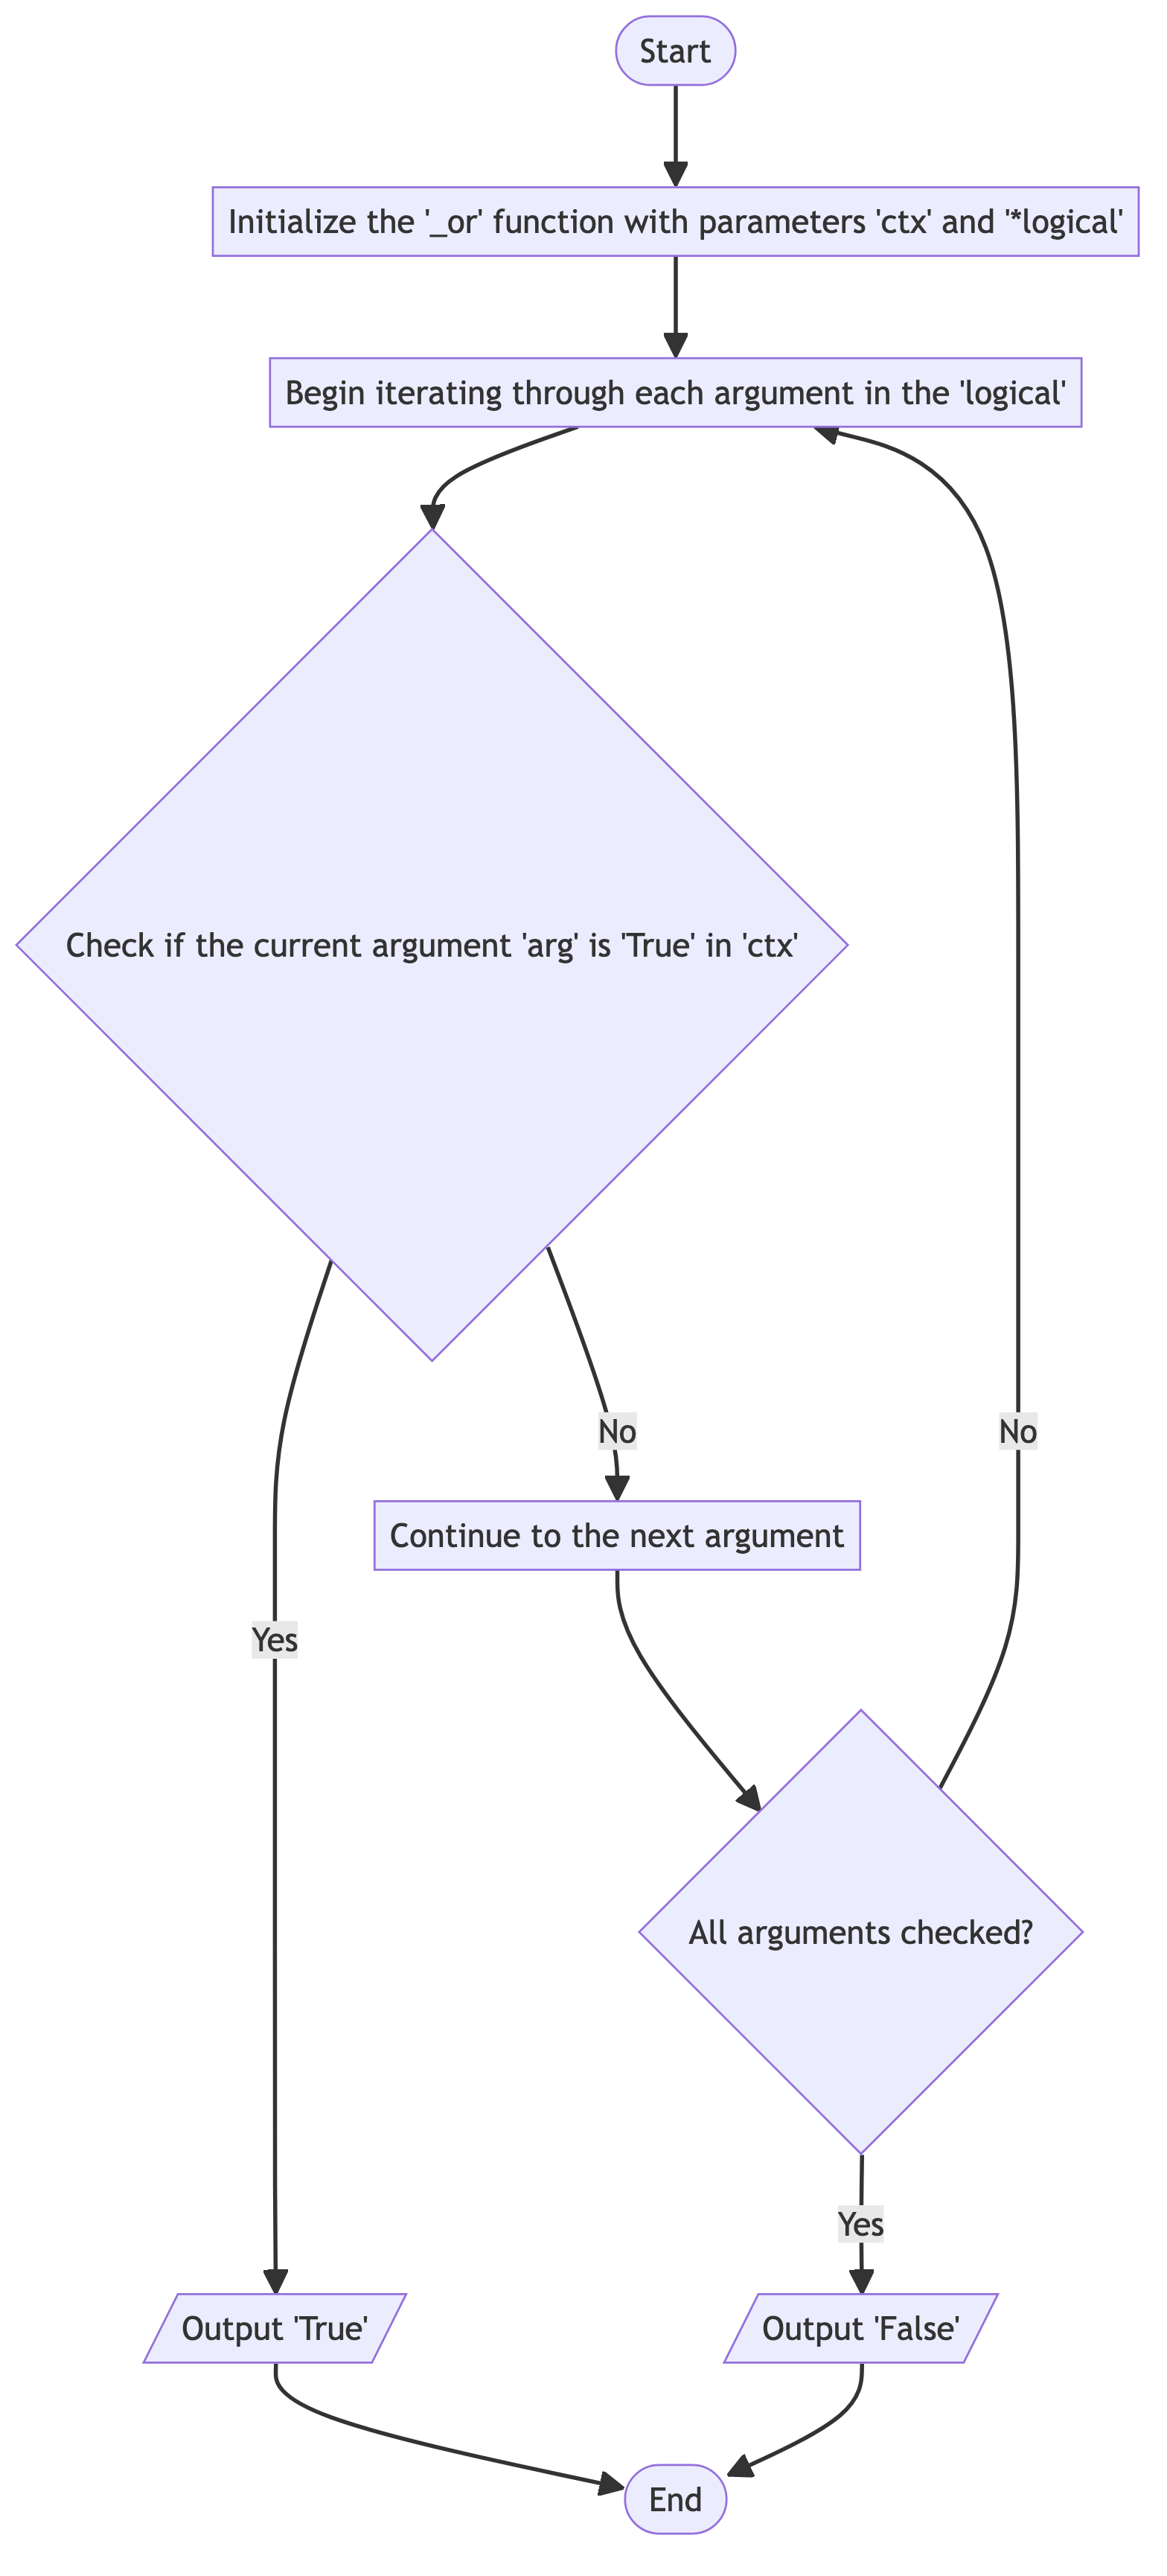 Start
Initialize the '_or' function with parameters 'ctx' and '*logical'
Begin iterating through each argument in the 'logical'
Check if the current argument 'arg' is 'True' in 'ctx'
No
No
Continue to the next argument
Yes
All arguments checked?
Yes
Output 'True'
Output 'False'
End